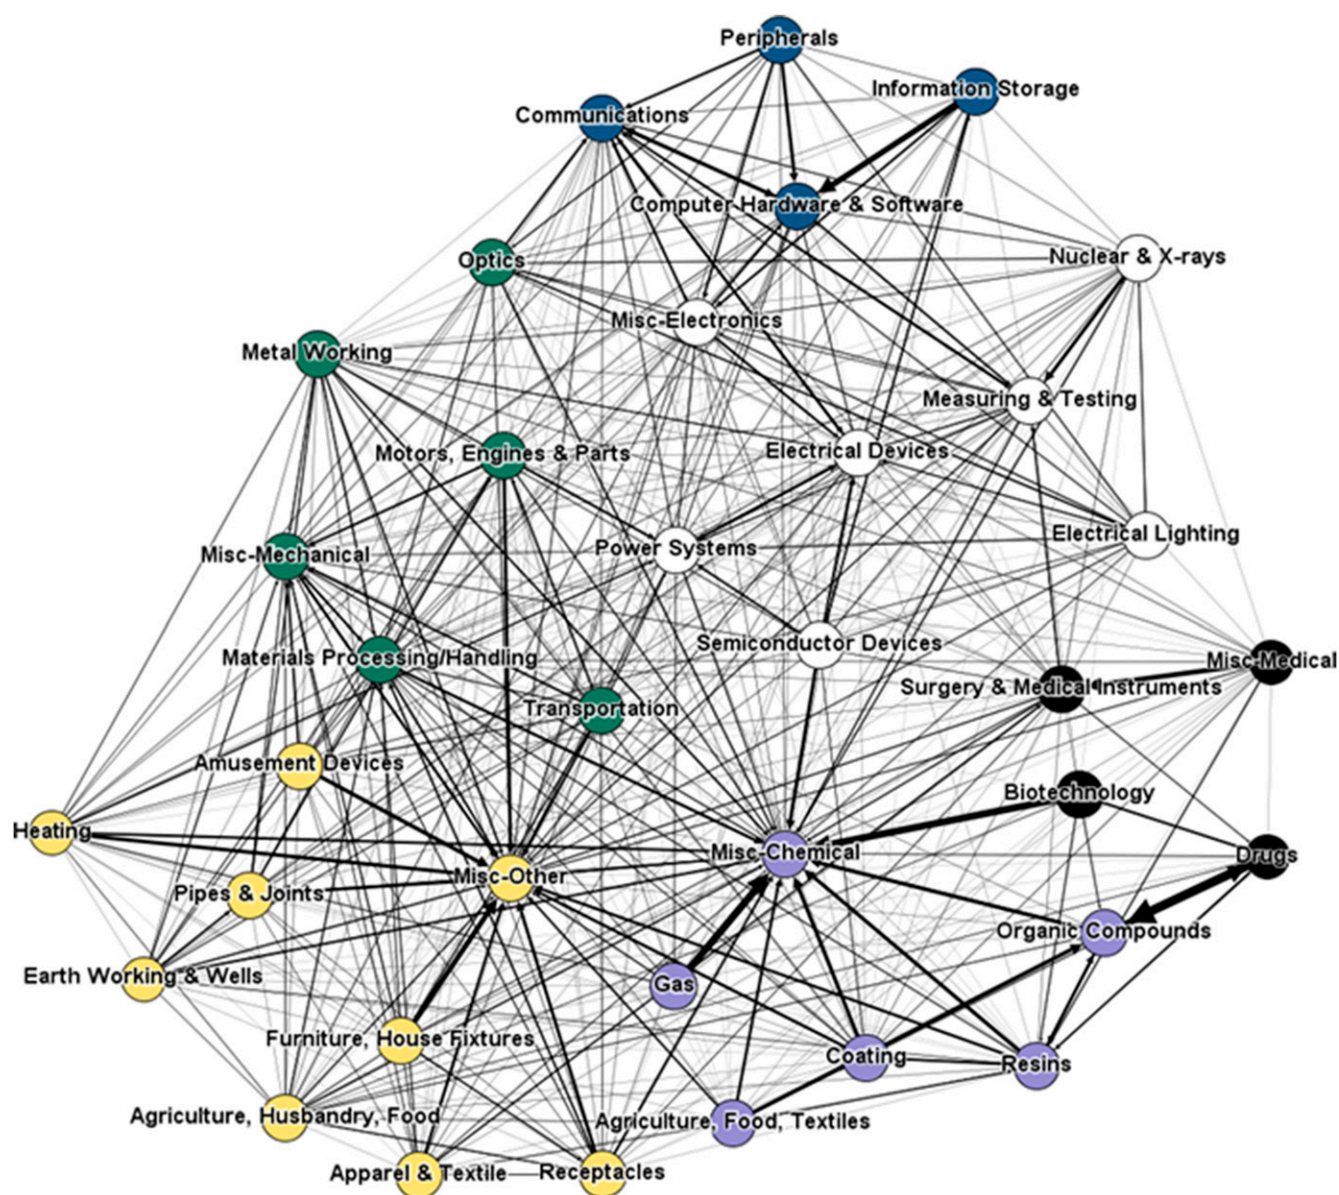 Peripherals
Information Storage
Communications
Computer Hardware & Software
Nuclear & X-rays
Optics
Misc-Electronics
Metal Working
Measuring & Testing
Motors, Engines & Parts
Electrical Devices
Electrical Lighting
Power Systems
Misc-Mechanical
Semiconductor Devices
Materials Processing/Handling
Misc-Medical
Surgery & Medical Instruments
Transportation
Amusement Devices
Biotechnology
Heating
Misc-Chemical
Drugs
Misc-Other
Pipes & Joints
Organic Compounds
Earth Working & Wells
Gas
Furniture, House Fixtures
Coating
Resins
Agriculture, Husbandry, Food
Agriculture, Food, Textiles
Apparel & Textile
Receptacles